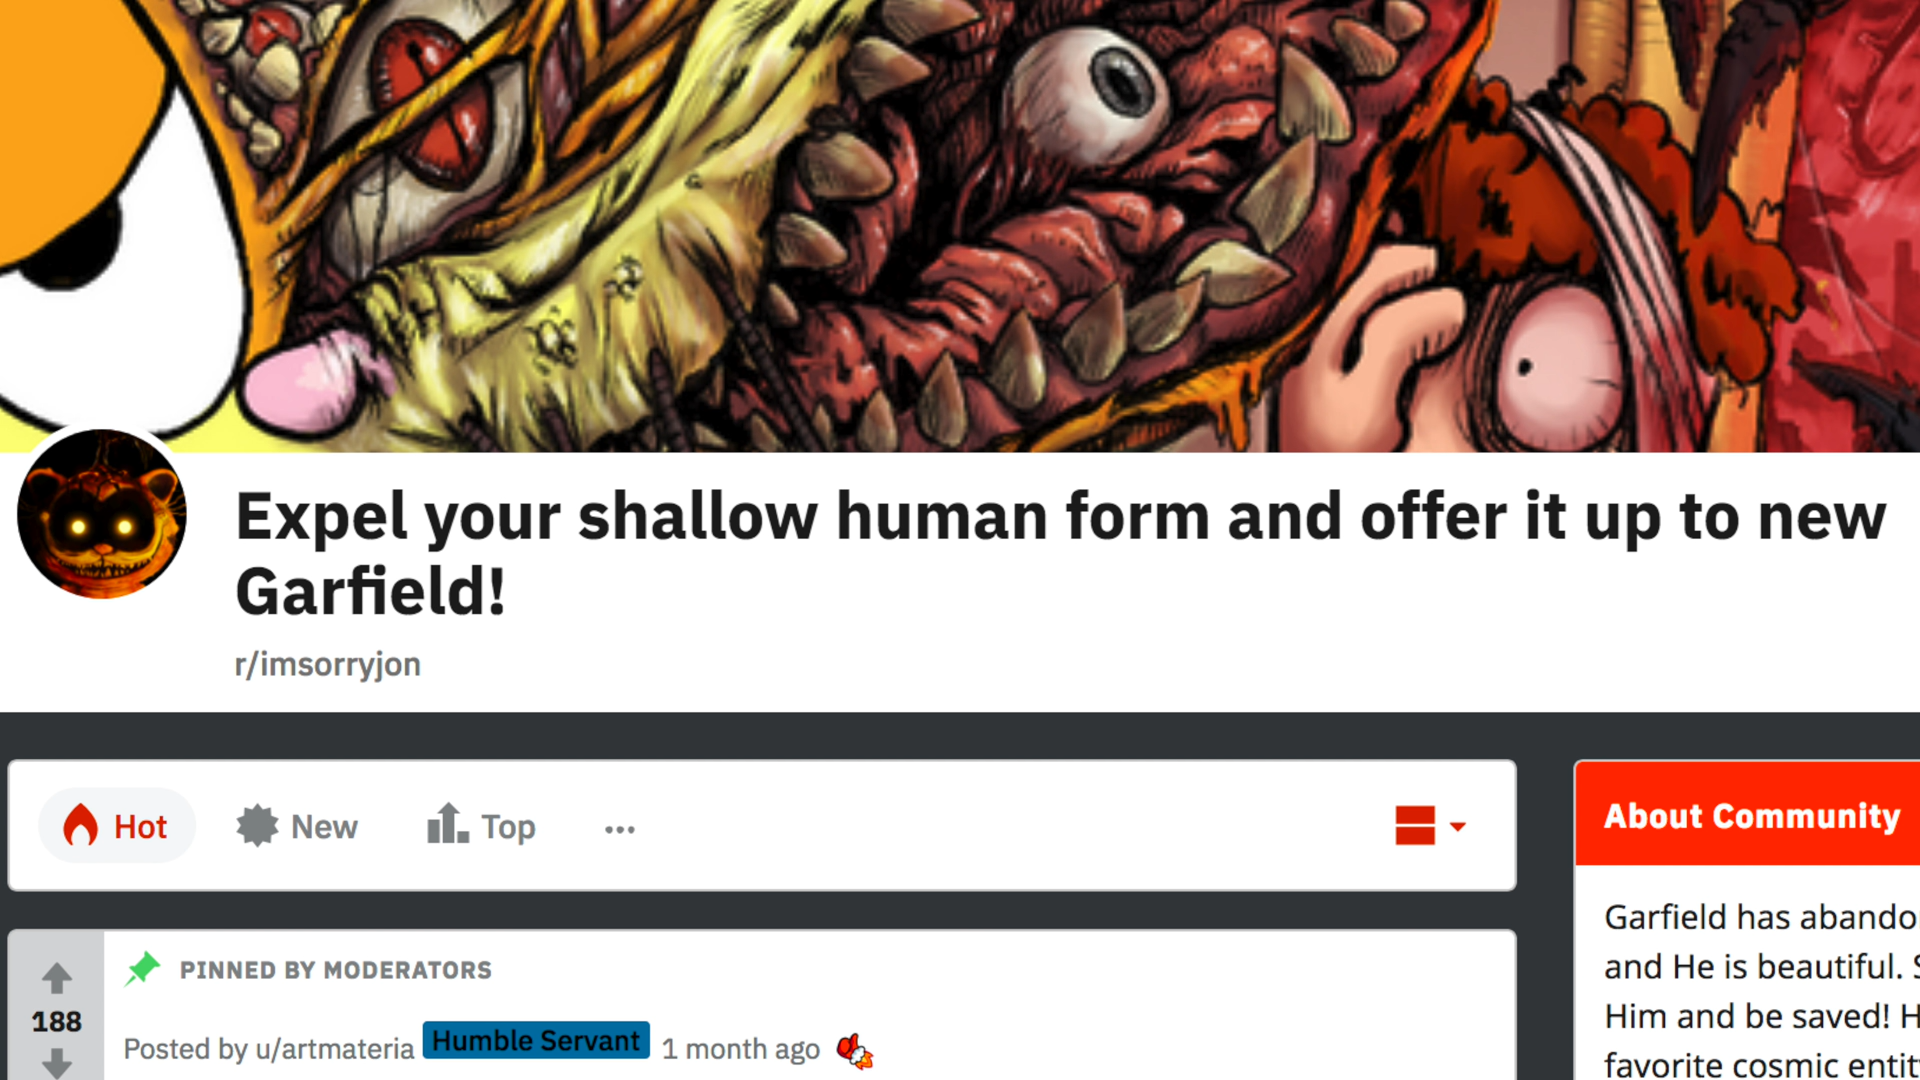 Expel your shallow human form and offer it up to new
Garfield!
r/imsorryjon
Hot New Top ...
About Community
Garfield has abando
and He is beautiful. S
Him and be saved! H
favorite cosmic entit
PINNED BY MODERATORS
188
Posted by u/artmateria Humble Servant 1 month ago